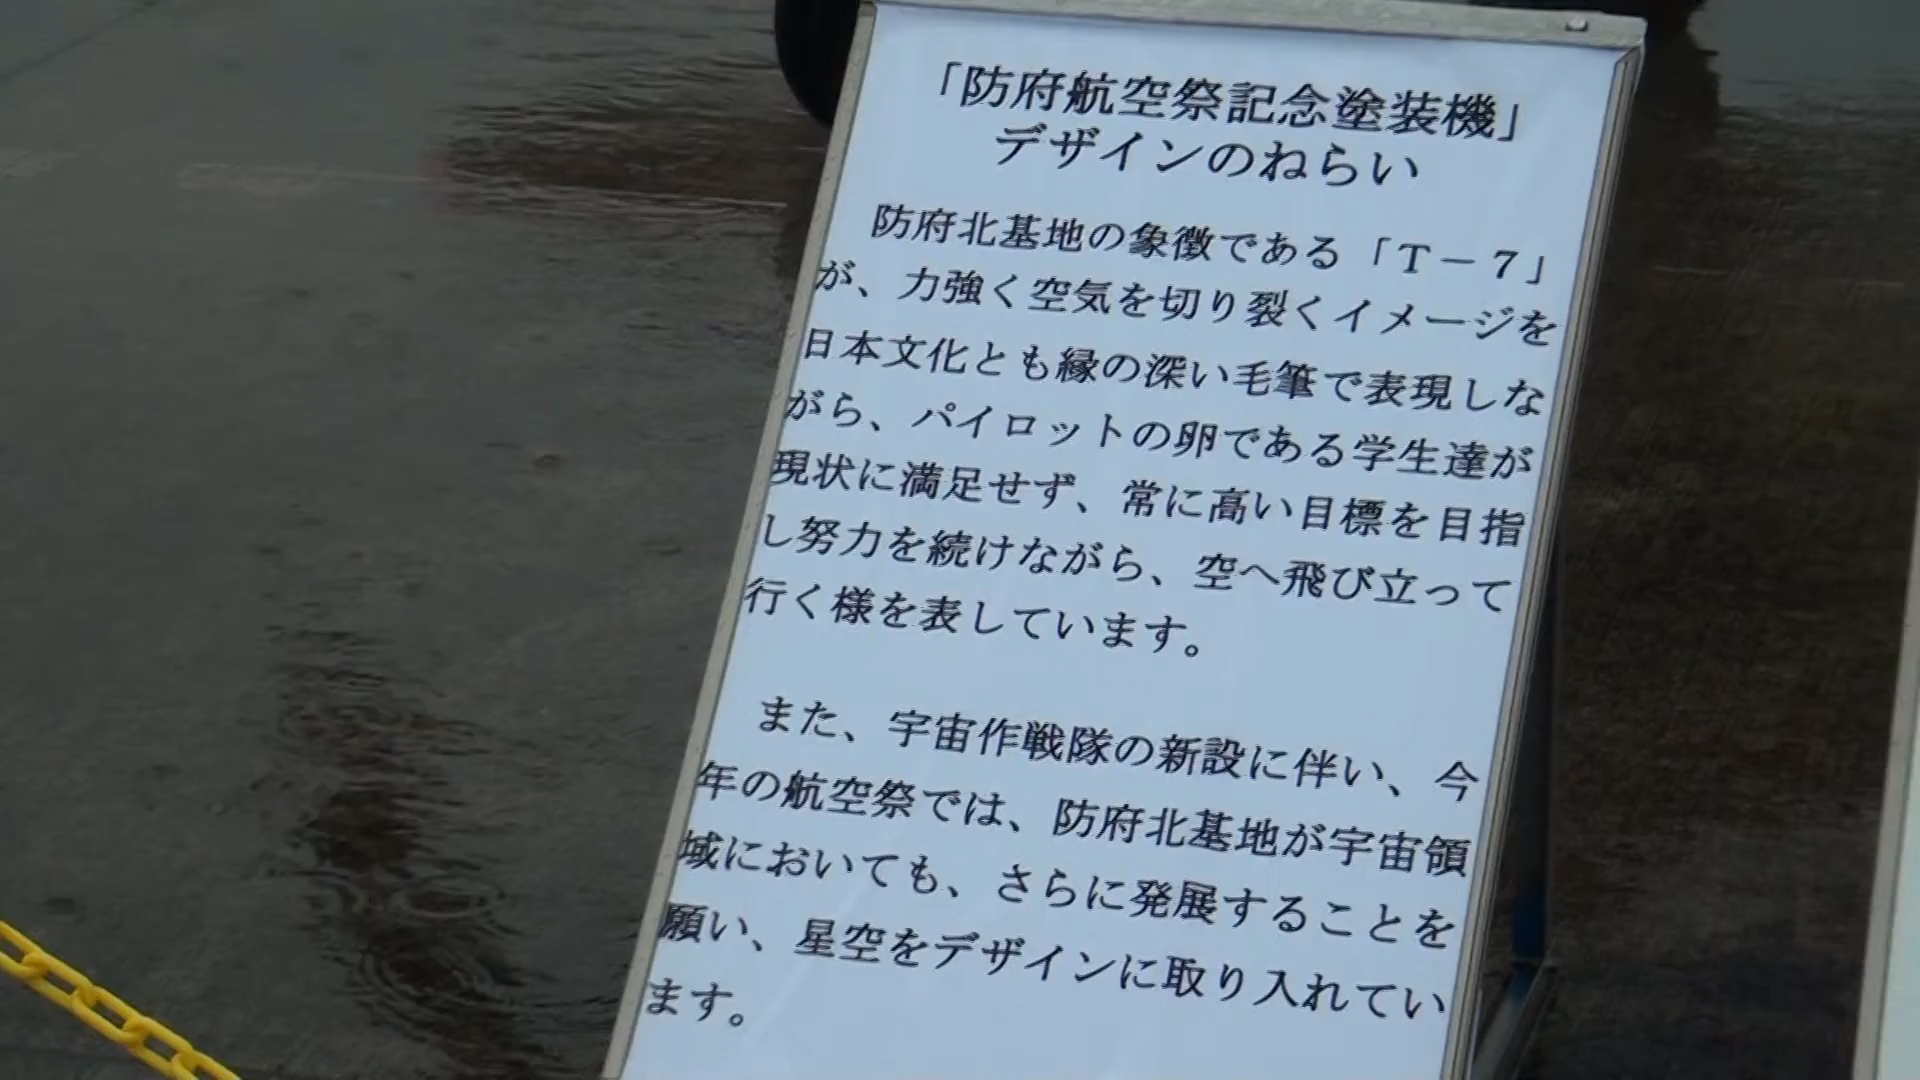 「防府航空祭記念塗装機」
デザインのねらい
防府北基地の象徴である「Ｔ－７」
が、力強く空気を切り裂くイメージを
日本文化とも縁の深い毛筆で表現しな
がら、パイロットの卵である学生達が
現状に満足せず、常に高い目標を目指
し努力を続けながら、空へ飛び立って
行く様を表しています。
また、宇宙作戦隊の新設に伴い、今
年の航空祭では、防府北基地が宇宙領
域においても、さらに発展することを
願い、星空をデザインに取り入れてい
ます。